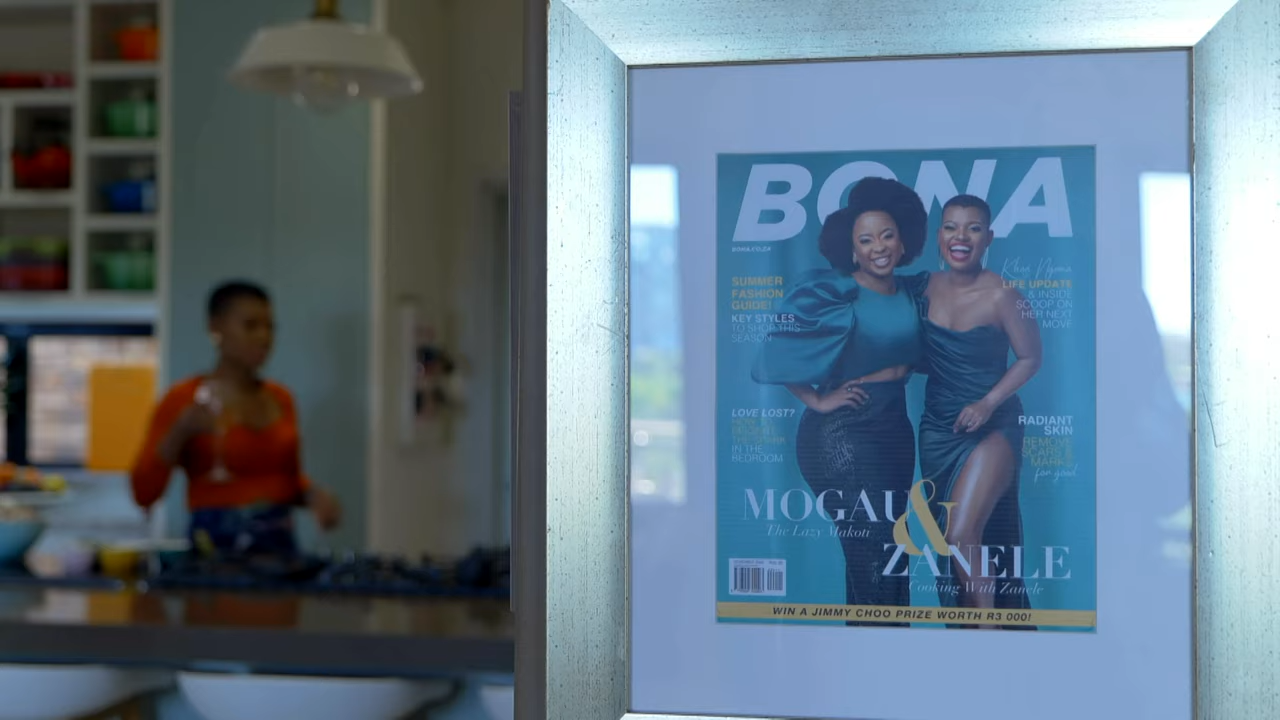 BONA
BONA.CO.ZA
SUMMER
FASHION
GUIDE!
KEY STYLES
TO SHOP THIS
SEASON
Khosi Ngema
LIFE UPDATE
& INSIDE
SCOOP ON
HER NEXT
MOVE
LOVE LOST?
IN THE
BEDROOM
RADIANT
SKIN
REMOVE
SCARS &
MARKS
for good
MOGAU
The Lazy Makoti
&
ZANELE
Cooking With Zanele
WIN A JIMMY CHOO PRIZE WORTH R3 000!